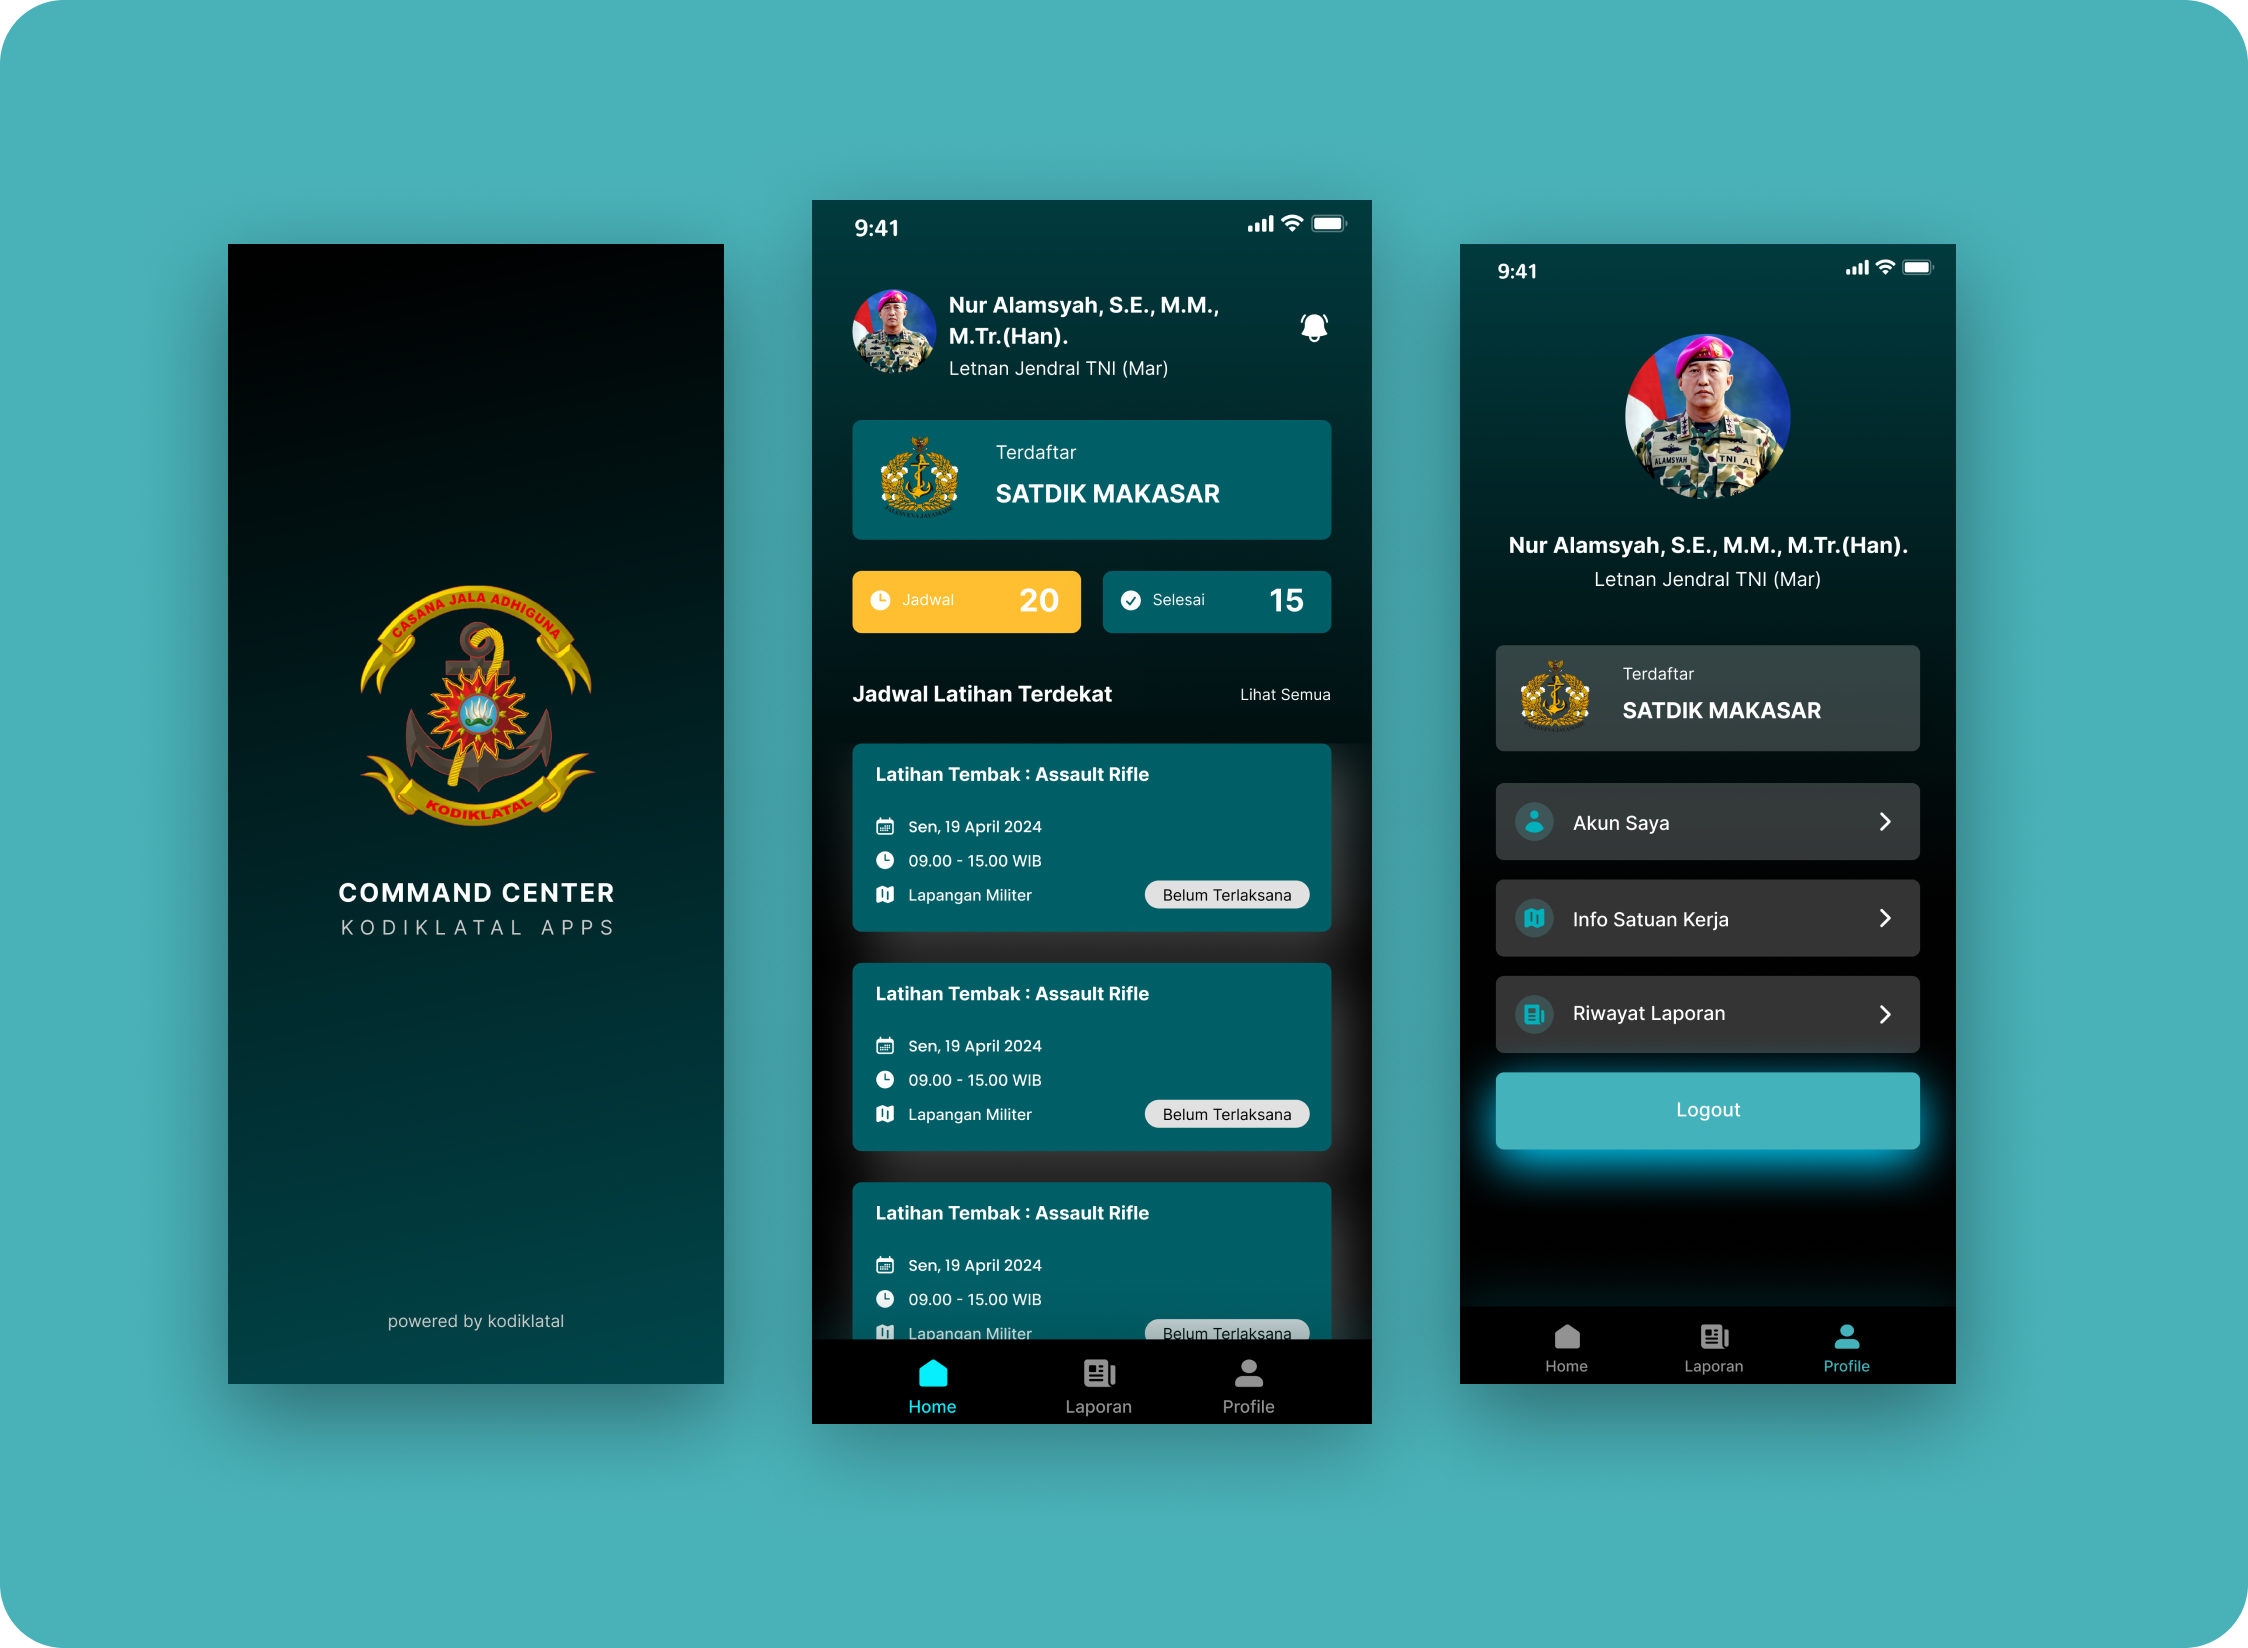 CASANA JALA ADHIGUNA
KODIKLATAL
COMMAND CENTER
KODIKLATAL APPS
powered by kodiklatal
9:41
Nur Alamsyah, S.E., M.M.,
M.Tr.(Han).
Letnan Jendral TNI (Mar)
Terdaftar
SATDIK MAKASAR
Jadwal 20
Selesai 15
Jadwal Latihan Terdekat
Lihat Semua
Latihan Tembak : Assault Rifle
Sen, 19 April 2024
09.00 - 15.00 WIB
Lapangan Militer
Belum Terlaksana
Latihan Tembak : Assault Rifle
Sen, 19 April 2024
09.00 - 15.00 WIB
Lapangan Militer
Belum Terlaksana
Latihan Tembak : Assault Rifle
Sen, 19 April 2024
09.00 - 15.00 WIB
Lapangan Militer
Belum Terlaksana
Home
Laporan
Profile
9:41
ALAMSYAH
TNI AL
Nur Alamsyah, S.E., M.M., M.Tr.(Han).
Letnan Jendral TNI (Mar)
Terdaftar
SATDIK MAKASAR
Akun Saya
Info Satuan Kerja
Riwayat Laporan
Logout
Home
Laporan
Profile